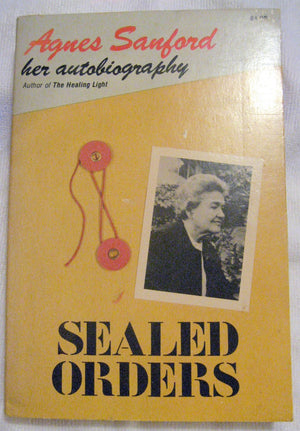 Agnes Sanford
her autobiography
Author of The Healing Light
SEALED
ORDERS